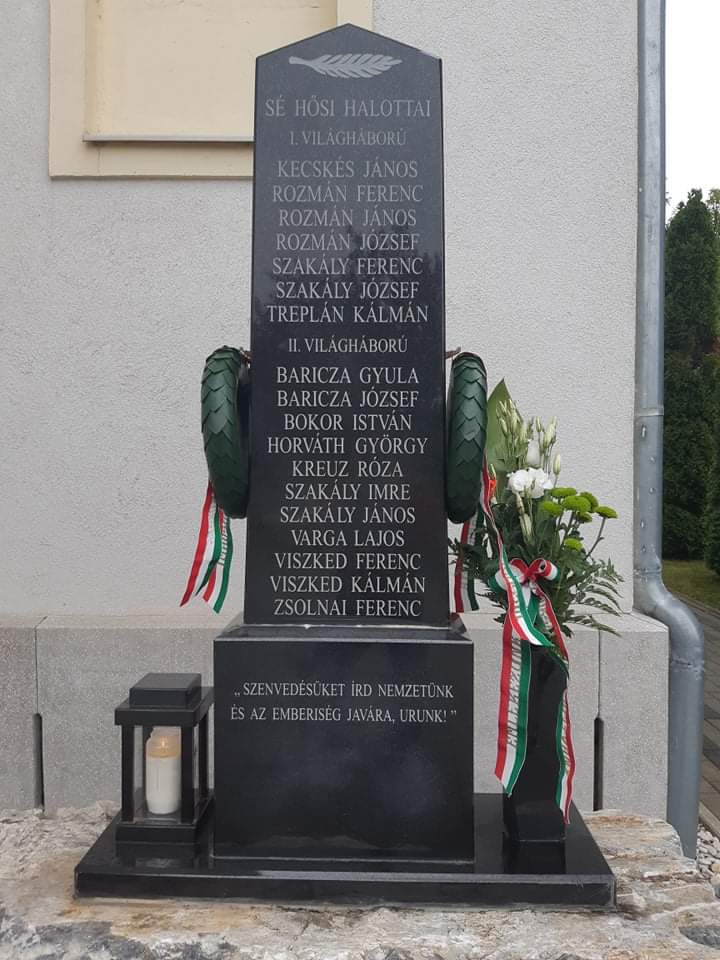 SÉ HŐSI HALOTTAI
I. VILÁGHÁBORÚ
KECSKÉS JÁNOS
ROZMÁN FERENC
ROZMÁN JÁNOS
ROZMÁN JÓZSEF
SZAKÁLY FERENC
SZAKÁLY JÓZSEF
TREPLÁN KÁLMÁN
II. VILÁGHÁBORÚ
BARICZA GYULA
BARICZA JÓZSEF
BOKOR ISTVÁN
HORVÁTH GYÖRGY
KREUZ RÓZA
SZAKÁLY IMRE
SZAKÁLY JÁNOS
VARGA LAJOS
VISZKED FERENC
VISZKED KÁLMÁN
ZSOLNAI FERENC
„SZENVEDÉSÜKET ÍRD NEMZETÜNK
ÉS AZ EMBERISÉG JAVÁRA, URUNK!”